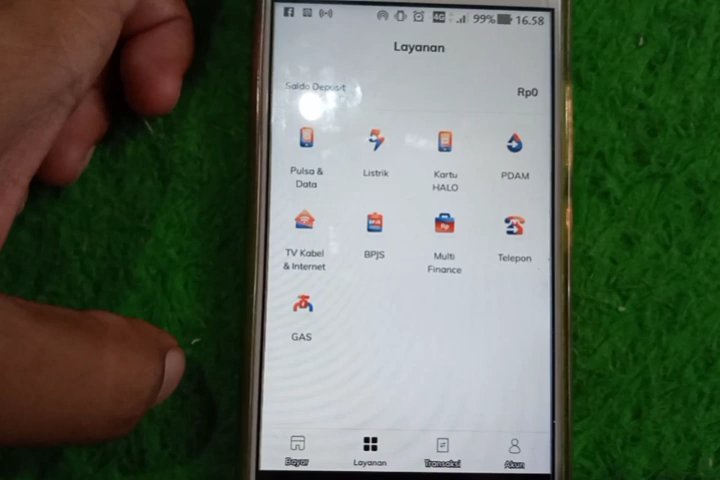 4G 99% 16.58
Layanan
Saldo Deposit Rp0
Pulsa & Data
Listrik
Kartu HALO
PDAM
TV Kabel & Internet
BPJS
Multi Finance
Telepon
GAS
Bayar
Layanan
Transaksi
Akun